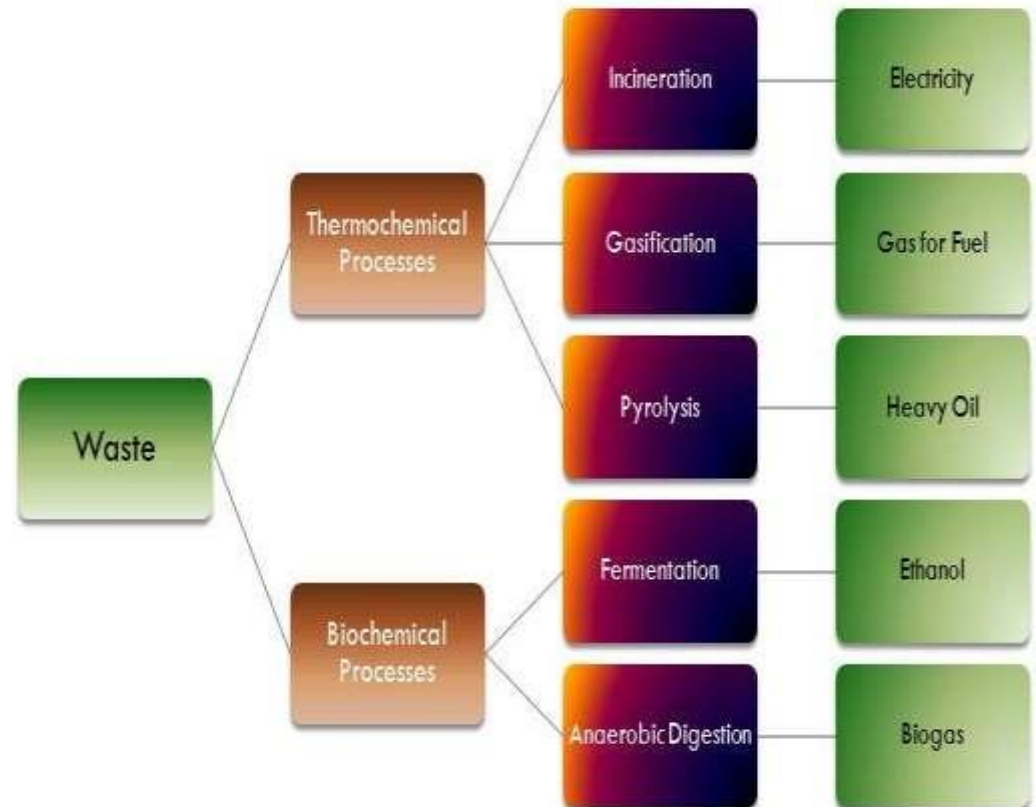 Incineration
Electricity
Thermochemical
Processes
Gasification
Gas for Fuel
Pyrolysis
Heavy Oil
Waste
Fermentation
Ethanol
Biochemical
Processes
Anaerobic Digestion
Biogas